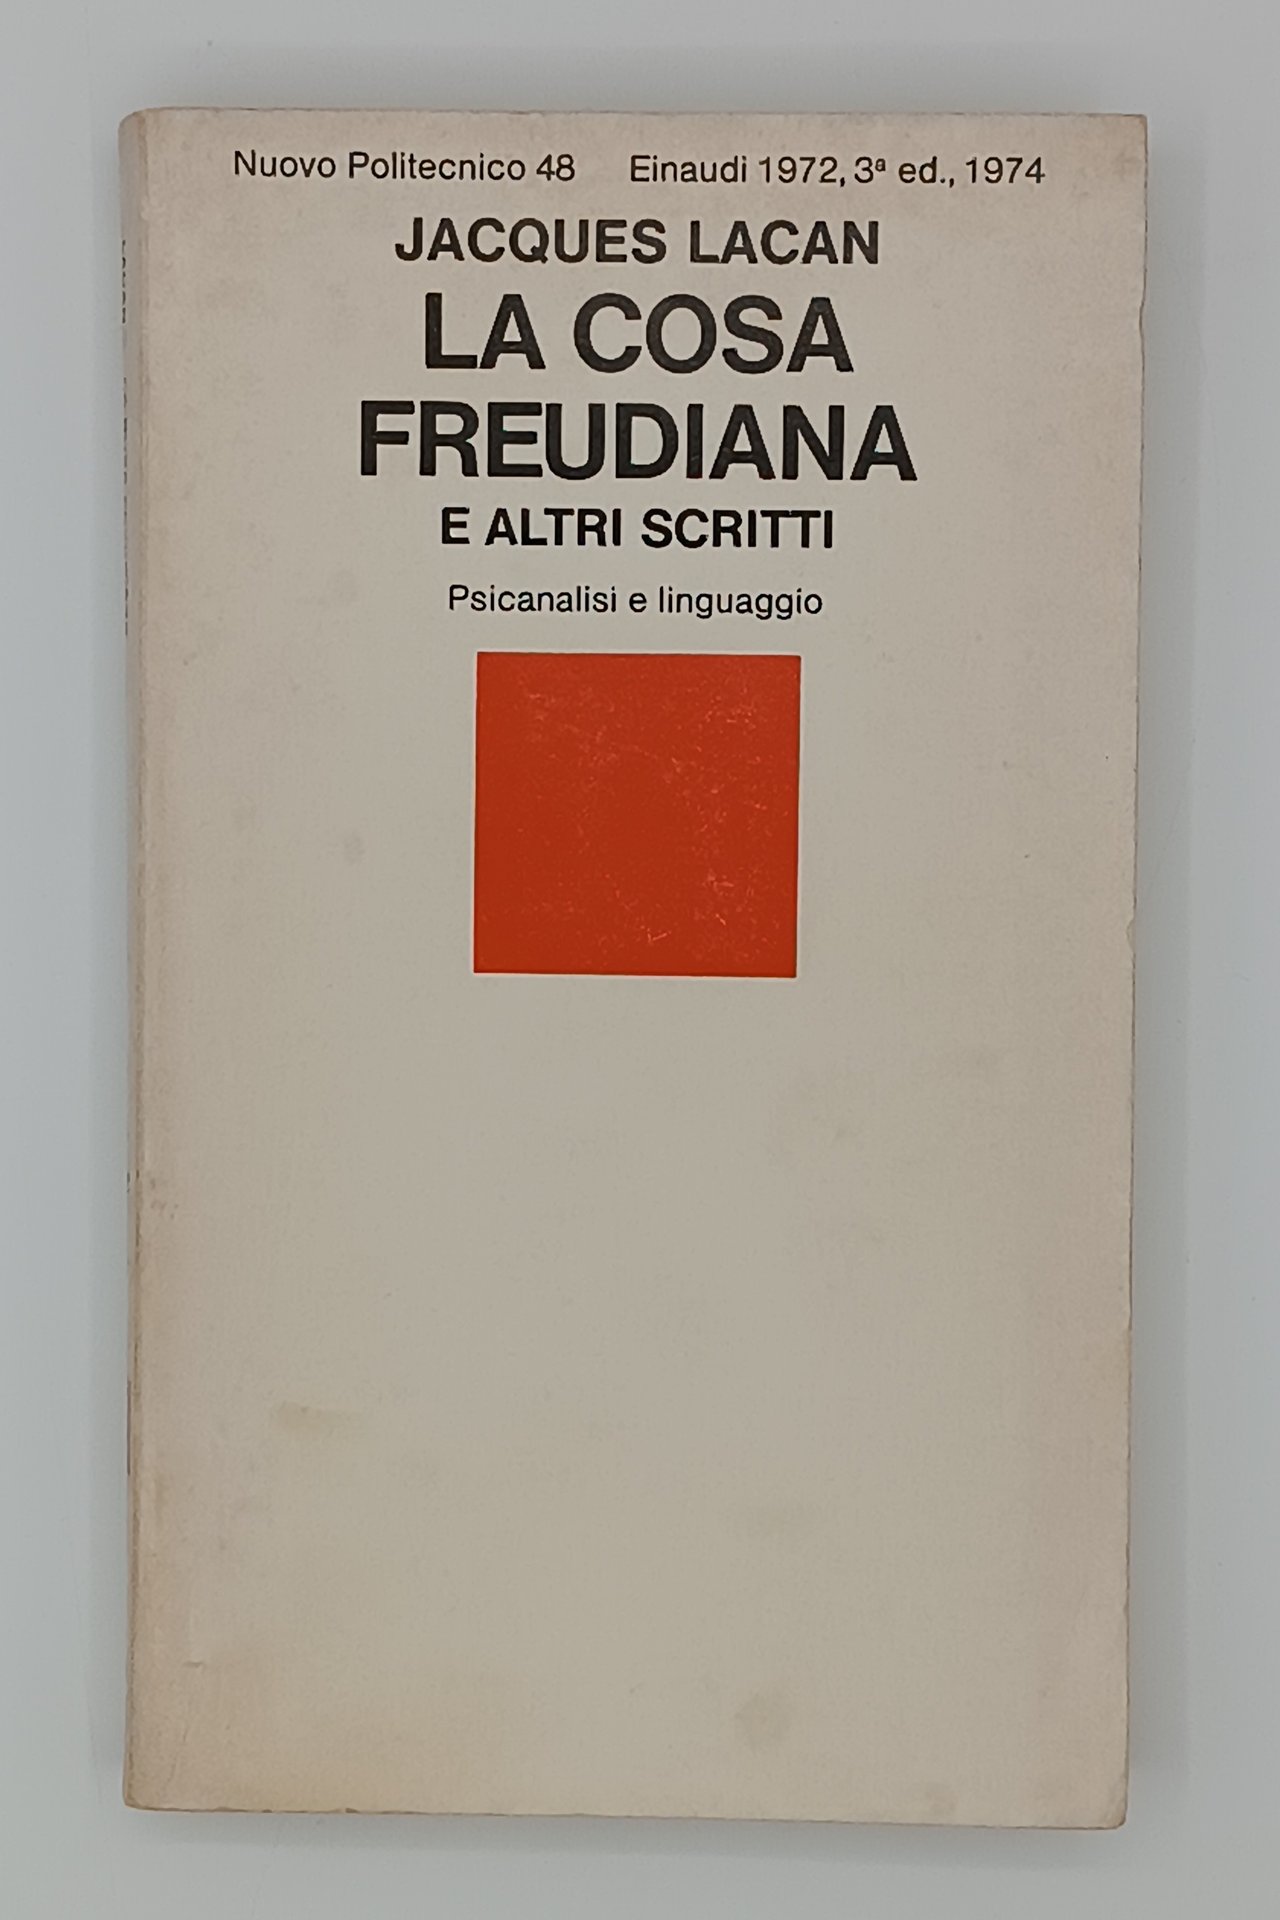 Nuovo Politecnico 48 Einaudi 1972, 3ª ed., 1974
JACQUES LACAN
LA COSA
FREUDIANA
E ALTRI SCRITTI
Psicanalisi e linguaggio